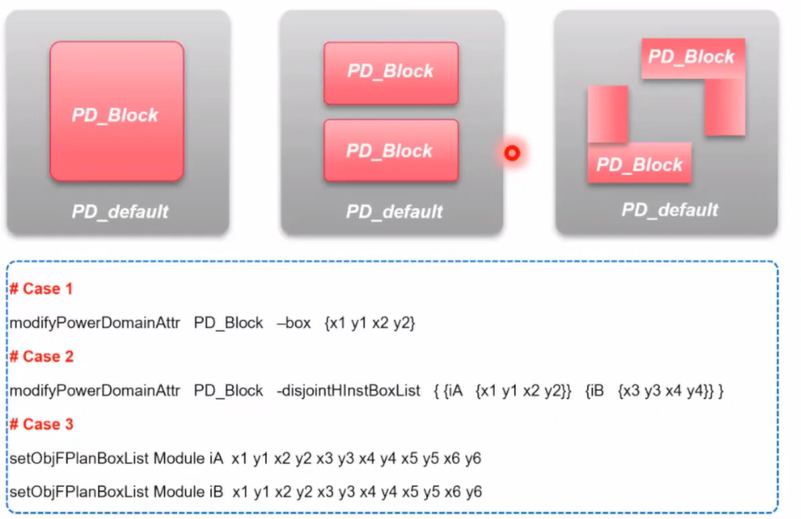 PD_Block
PD_default
PD_Block
PD_Block
PD_default
PD_Block
PD_Block
PD_default
# Case 1
modifyPowerDomainAttr PD_Block –box {x1 y1 x2 y2}
# Case 2
modifyPowerDomainAttr PD_Block -disjointHInstBoxList { {iA {x1 y1 x2 y2}} {iB {x3 y3 x4 y4}} }
# Case 3
setObjFPlanBoxList Module iA x1 y1 x2 y2 x3 y3 x4 y4 x5 y5 x6 y6
setObjFPlanBoxList Module iB x1 y1 x2 y2 x3 y3 x4 y4 x5 y5 x6 y6